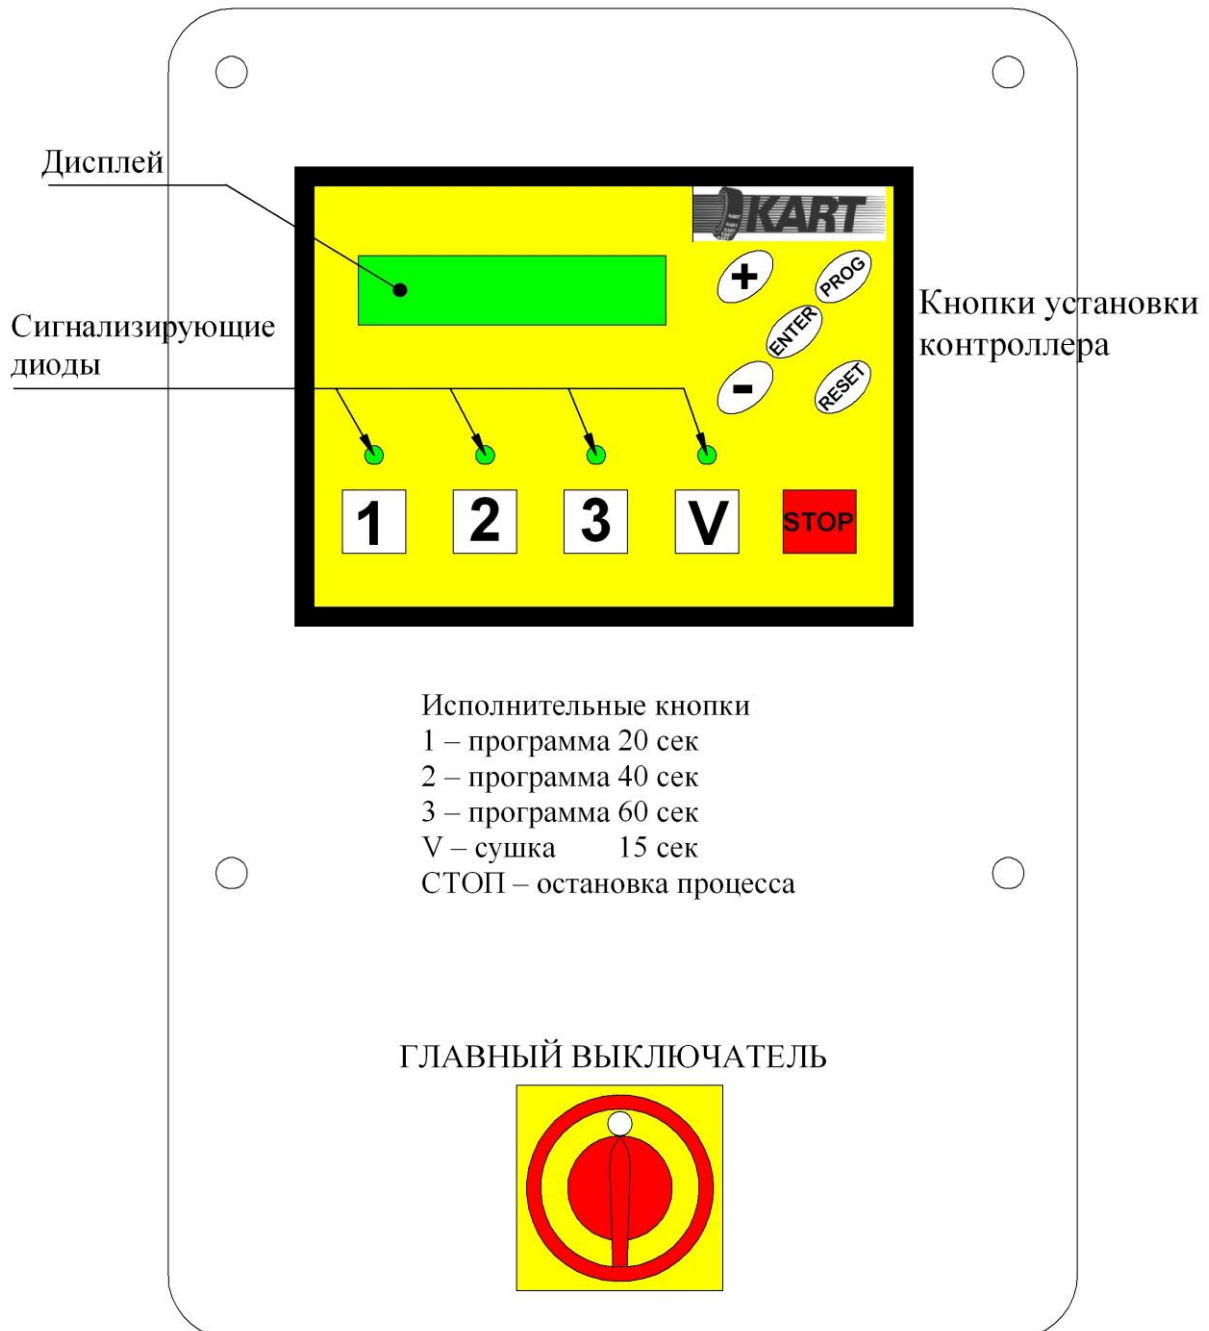 Дисплей
KART
+
PROG
Кнопки установки
контроллера
ENTER
Сигнализирующие
диоды
-
RESET
1 2 3 V STOP
Исполнительные кнопки
1 – программа 20 сек
2 – программа 40 сек
3 – программа 60 сек
V – сушка 15 сек
СТОП – остановка процесса
ГЛАВНЫЙ ВЫКЛЮЧАТЕЛЬ